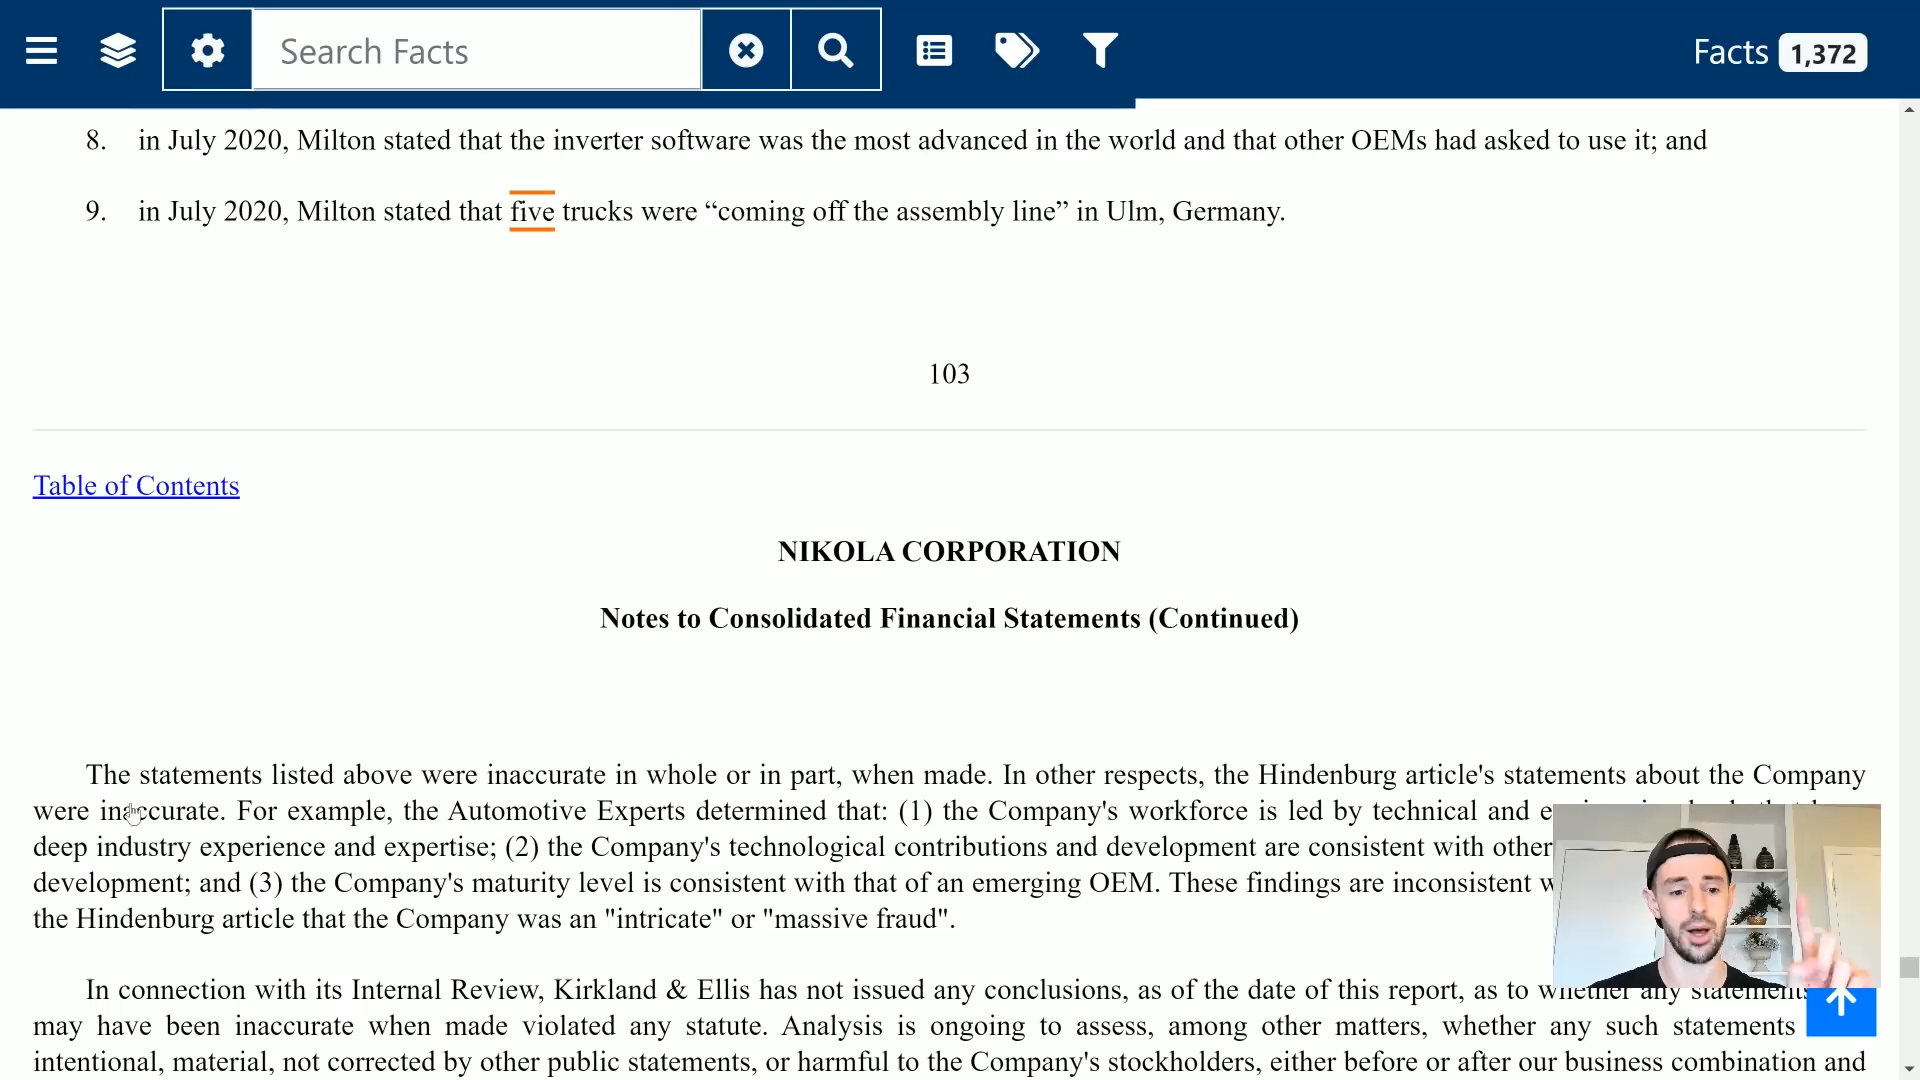 Search Facts
Facts 1,372
8. in July 2020, Milton stated that the inverter software was the most advanced in the world and that other OEMs had asked to use it; and
9. in July 2020, Milton stated that five trucks were “coming off the assembly line” in Ulm, Germany.
103
Table of Contents
NIKOLA CORPORATION
Notes to Consolidated Financial Statements (Continued)
The statements listed above were inaccurate in whole or in part, when made. In other respects, the Hindenburg article's statements about the Company
were inaccurate. For example, the Automotive Experts determined that: (1) the Company's workforce is led by technical and
deep industry experience and expertise; (2) the Company's technological contributions and development are consistent with other
development; and (3) the Company's maturity level is consistent with that of an emerging OEM. These findings are inconsistent
the Hindenburg article that the Company was an "intricate" or "massive fraud".
In connection with its Internal Review, Kirkland & Ellis has not issued any conclusions, as of the date of this report, as to whether any statements
may have been inaccurate when made violated any statute. Analysis is ongoing to assess, among other matters, whether any such statements
intentional, material, not corrected by other public statements, or harmful to the Company's stockholders, either before or after our business combination and